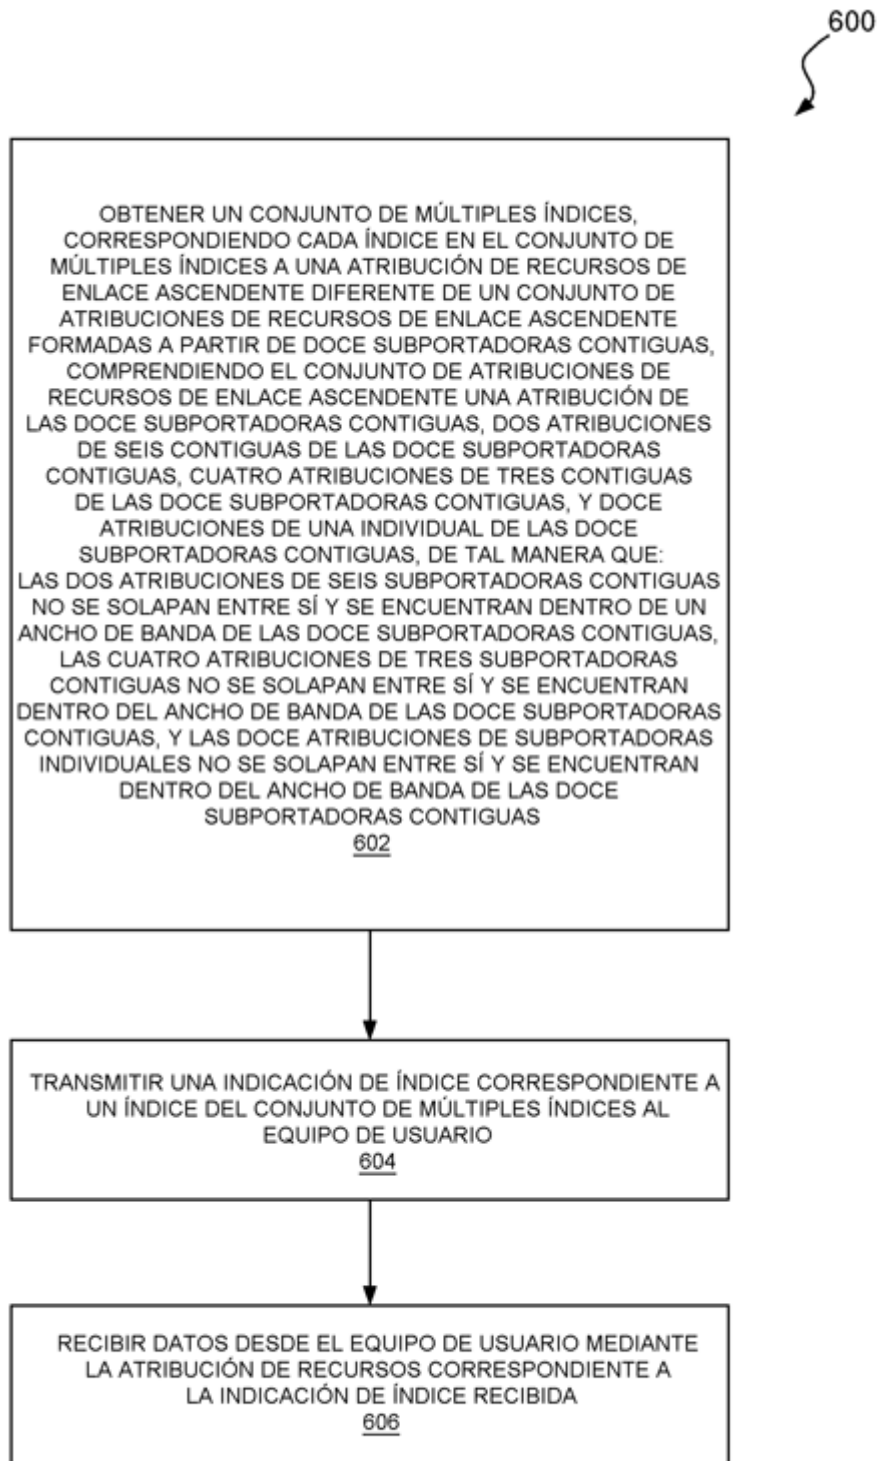 600
OBTENER UN CONJUNTO DE MÚLTIPLES ÍNDICES,
CORRESPONDIENDO CADA ÍNDICE EN EL CONJUNTO DE
MÚLTIPLES ÍNDICES A UNA ATRIBUCIÓN DE RECURSOS DE
ENLACE ASCENDENTE DIFERENTE DE UN CONJUNTO DE
ATRIBUCIONES DE RECURSOS DE ENLACE ASCENDENTE
FORMADAS A PARTIR DE DOCE SUBPORTADORAS CONTIGUAS,
COMPRENDIENDO EL CONJUNTO DE ATRIBUCIONES DE
RECURSOS DE ENLACE ASCENDENTE UNA ATRIBUCIÓN DE
LAS DOCE SUBPORTADORAS CONTIGUAS, DOS ATRIBUCIONES
DE SEIS CONTIGUAS DE LAS DOCE SUBPORTADORAS
CONTIGUAS, CUATRO ATRIBUCIONES DE TRES CONTIGUAS
DE LAS DOCE SUBPORTADORAS CONTIGUAS, Y DOCE
ATRIBUCIONES DE UNA INDIVIDUAL DE LAS DOCE
SUBPORTADORAS CONTIGUAS, DE TAL MANERA QUE:
LAS DOS ATRIBUCIONES DE SEIS SUBPORTADORAS CONTIGUAS
NO SE SOLAPAN ENTRE SÍ Y SE ENCUENTRAN DENTRO DE UN
ANCHO DE BANDA DE LAS DOCE SUBPORTADORAS CONTIGUAS,
LAS CUATRO ATRIBUCIONES DE TRES SUBPORTADORAS
CONTIGUAS NO SE SOLAPAN ENTRE SÍ Y SE ENCUENTRAN
DENTRO DEL ANCHO DE BANDA DE LAS DOCE SUBPORTADORAS
CONTIGUAS, Y LAS DOCE ATRIBUCIONES DE SUBPORTADORAS
INDIVIDUALES NO SE SOLAPAN ENTRE SÍ Y SE ENCUENTRAN
DENTRO DEL ANCHO DE BANDA DE LAS DOCE
SUBPORTADORAS CONTIGUAS
602
TRANSMITIR UNA INDICACIÓN DE ÍNDICE CORRESPONDIENTE A
UN ÍNDICE DEL CONJUNTO DE MÚLTIPLES ÍNDICES AL
EQUIPO DE USUARIO
604
RECIBIR DATOS DESDE EL EQUIPO DE USUARIO MEDIANTE
LA ATRIBUCIÓN DE RECURSOS CORRESPONDIENTE A
LA INDICACIÓN DE ÍNDICE RECIBIDA
606